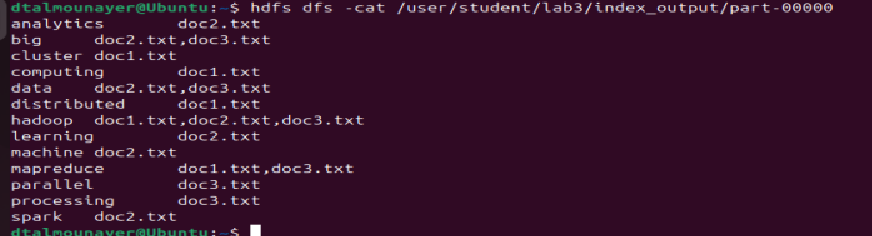 dtalmounayer@Ubuntu:~$ hdfs dfs -cat /user/student/lab3/index_output/part-00000
analytics doc2.txt
big doc2.txt,doc3.txt
cluster doc1.txt
computing doc1.txt
data doc2.txt,doc3.txt
distributed doc1.txt
hadoop doc1.txt,doc2.txt,doc3.txt
learning doc2.txt
machine doc2.txt
mapreduce doc1.txt,doc3.txt
parallel doc3.txt
processing doc3.txt
spark doc2.txt
dtalmounayer@Ubuntu:~$